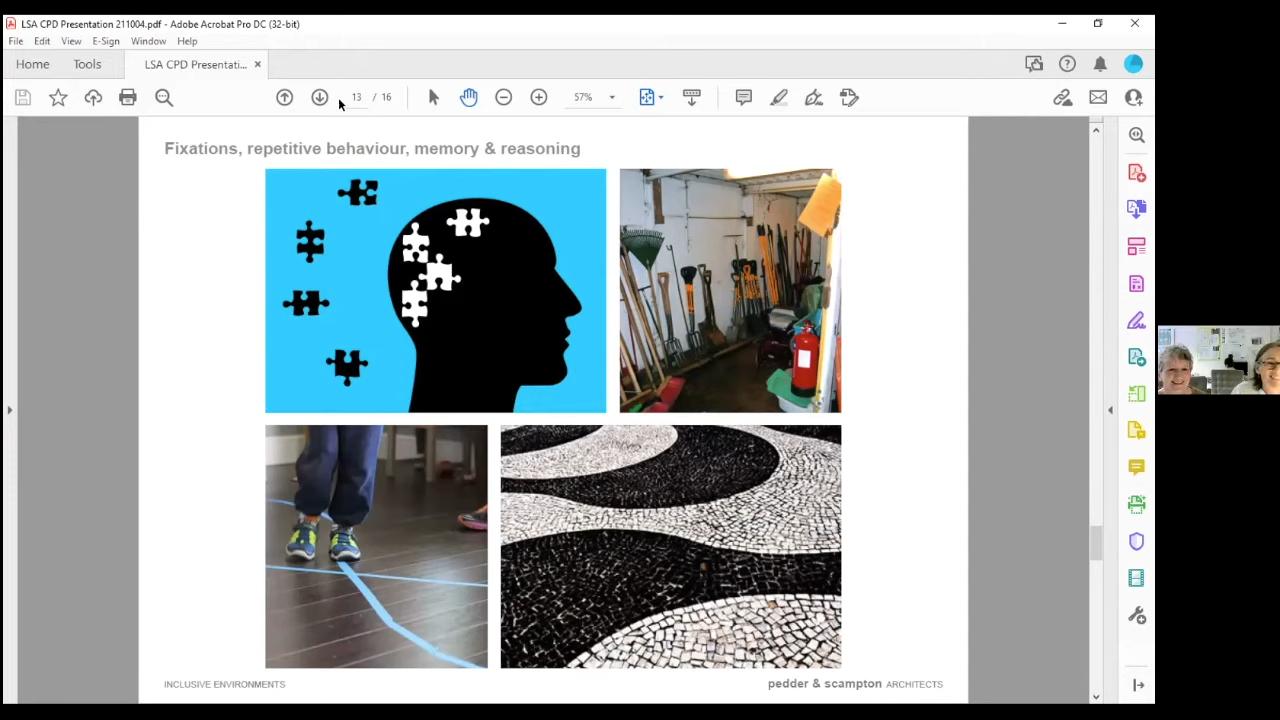 LSA CPD Presentation 211004.pdf - Adobe Acrobat Pro DC (32-bit)
File Edit View E-Sign Window Help
Home Tools LSA CPD Presentati... ×
13 / 16 57%
Fixations, repetitive behaviour, memory & reasoning
INCLUSIVE ENVIRONMENTS pedder & scampton ARCHITECTS